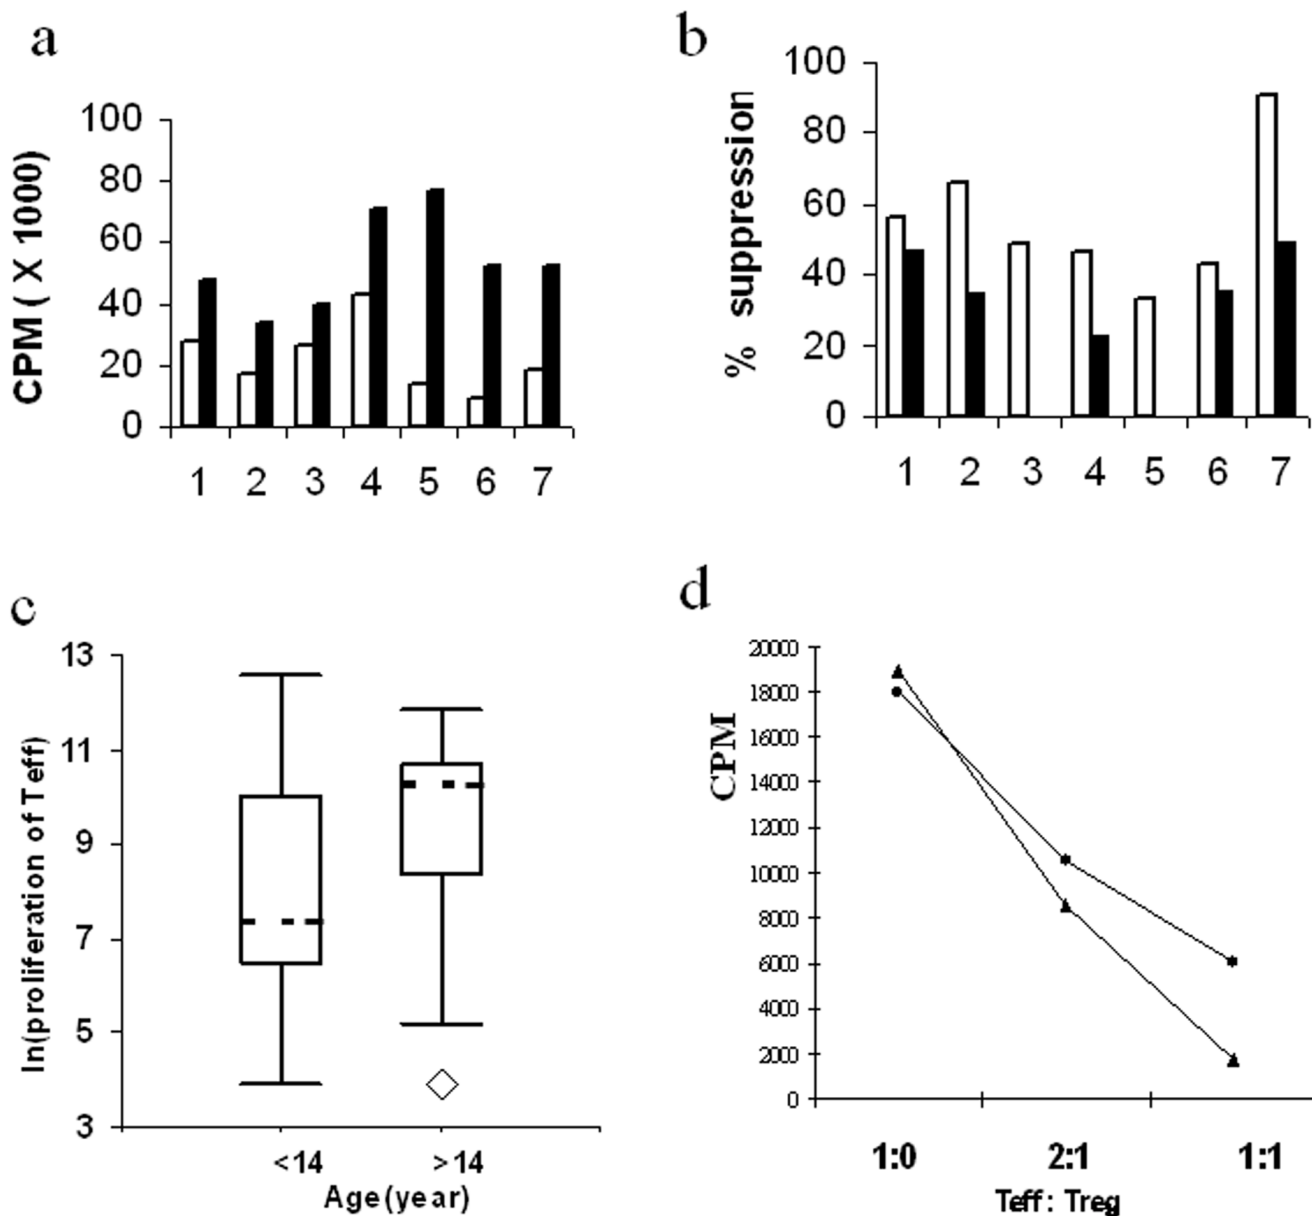 a
CPM ( X 1000)
100
80
60
40
20
0
1 2 3 4 5 6 7
b
% suppression
100
80
60
40
20
0
1 2 3 4 5 6 7
c
ln(proliferation of Teff)
13
11
9
7
5
3
<14 >14
Age(year)
d
CPM
20000
18000
16000
14000
12000
10000
8000
6000
4000
2000
0
1:0 2:1 1:1
Teff : Treg